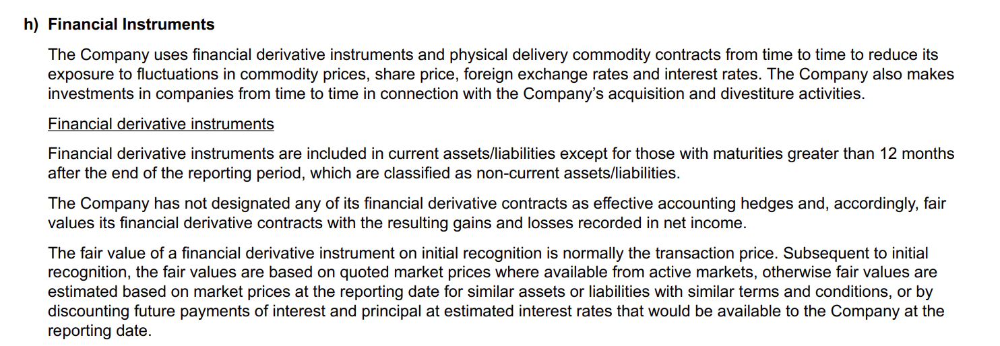 h) Financial Instruments
The Company uses financial derivative instruments and physical delivery commodity contracts from time to time to reduce its
exposure to fluctuations in commodity prices, share price, foreign exchange rates and interest rates. The Company also makes
investments in companies from time to time in connection with the Company’s acquisition and divestiture activities.
Financial derivative instruments
Financial derivative instruments are included in current assets/liabilities except for those with maturities greater than 12 months
after the end of the reporting period, which are classified as non-current assets/liabilities.
The Company has not designated any of its financial derivative contracts as effective accounting hedges and, accordingly, fair
values its financial derivative contracts with the resulting gains and losses recorded in net income.
The fair value of a financial derivative instrument on initial recognition is normally the transaction price. Subsequent to initial
recognition, the fair values are based on quoted market prices where available from active markets, otherwise fair values are
estimated based on market prices at the reporting date for similar assets or liabilities with similar terms and conditions, or by
discounting future payments of interest and principal at estimated interest rates that would be available to the Company at the
reporting date.